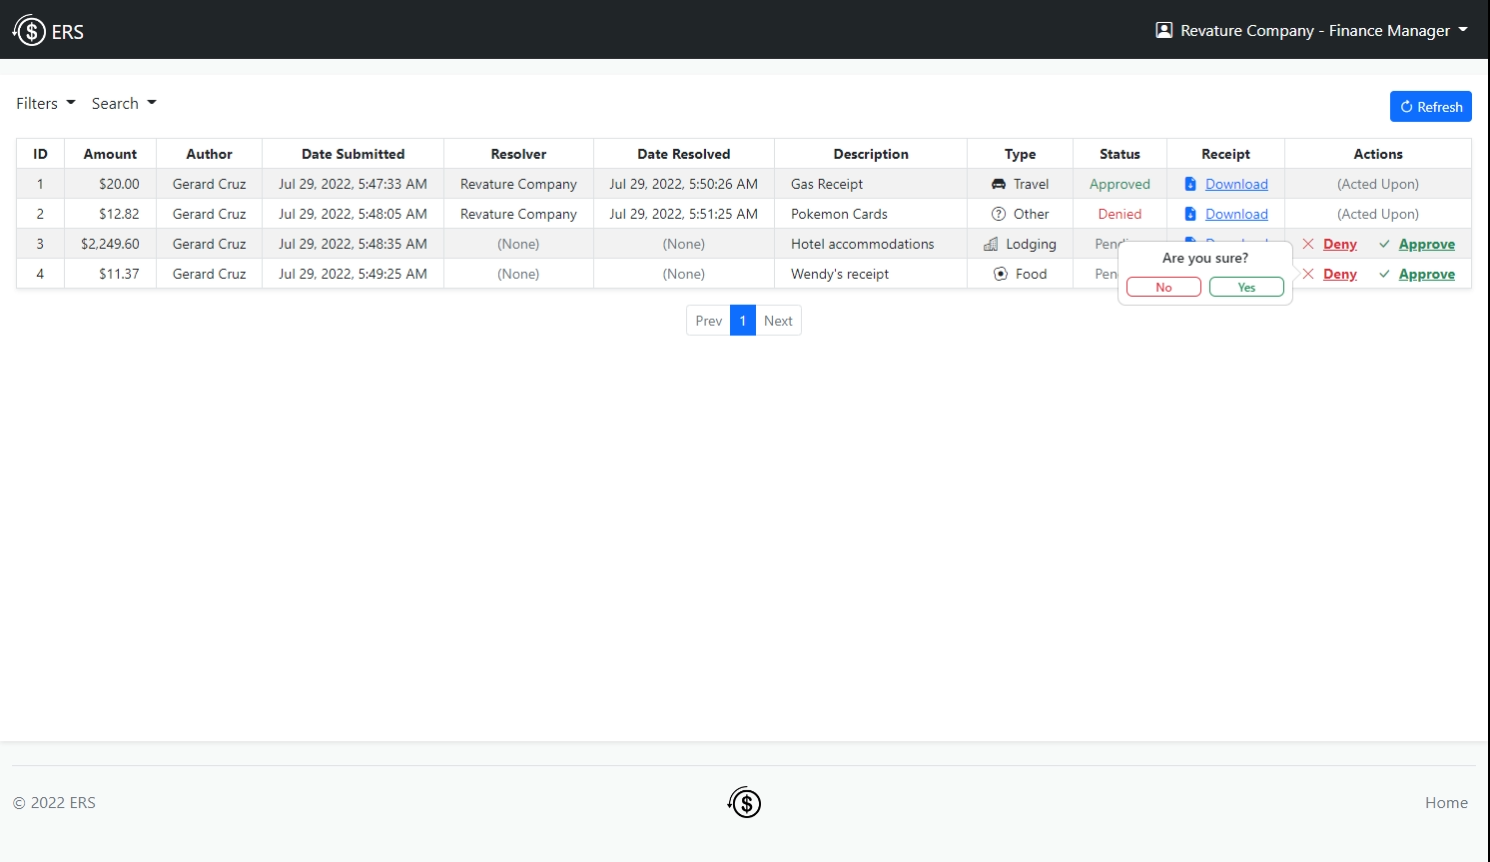 $ ERS
Revature Company - Finance Manager
Filters Search
Refresh
ID Amount Author Date Submitted Resolver Date Resolved Description Type Status Receipt Actions
1 $20.00 Gerard Cruz Jul 29, 2022, 5:47:33 AM Revature Company Jul 29, 2022, 5:50:26 AM Gas Receipt Travel Approved Download (Acted Upon)
2 $12.82 Gerard Cruz Jul 29, 2022, 5:48:05 AM Revature Company Jul 29, 2022, 5:51:25 AM Pokemon Cards ? Other Denied Download (Acted Upon)
3 $2,249.60 Gerard Cruz Jul 29, 2022, 5:48:35 AM (None) (None) Hotel accommodations Lodging Deny Approve
4 $11.37 Gerard Cruz Jul 29, 2022, 5:49:25 AM (None) (None) Wendy's receipt Food Pen Deny Approve
Are you sure?
No Yes
Prev 1 Next
© 2022 ERS
$
Home